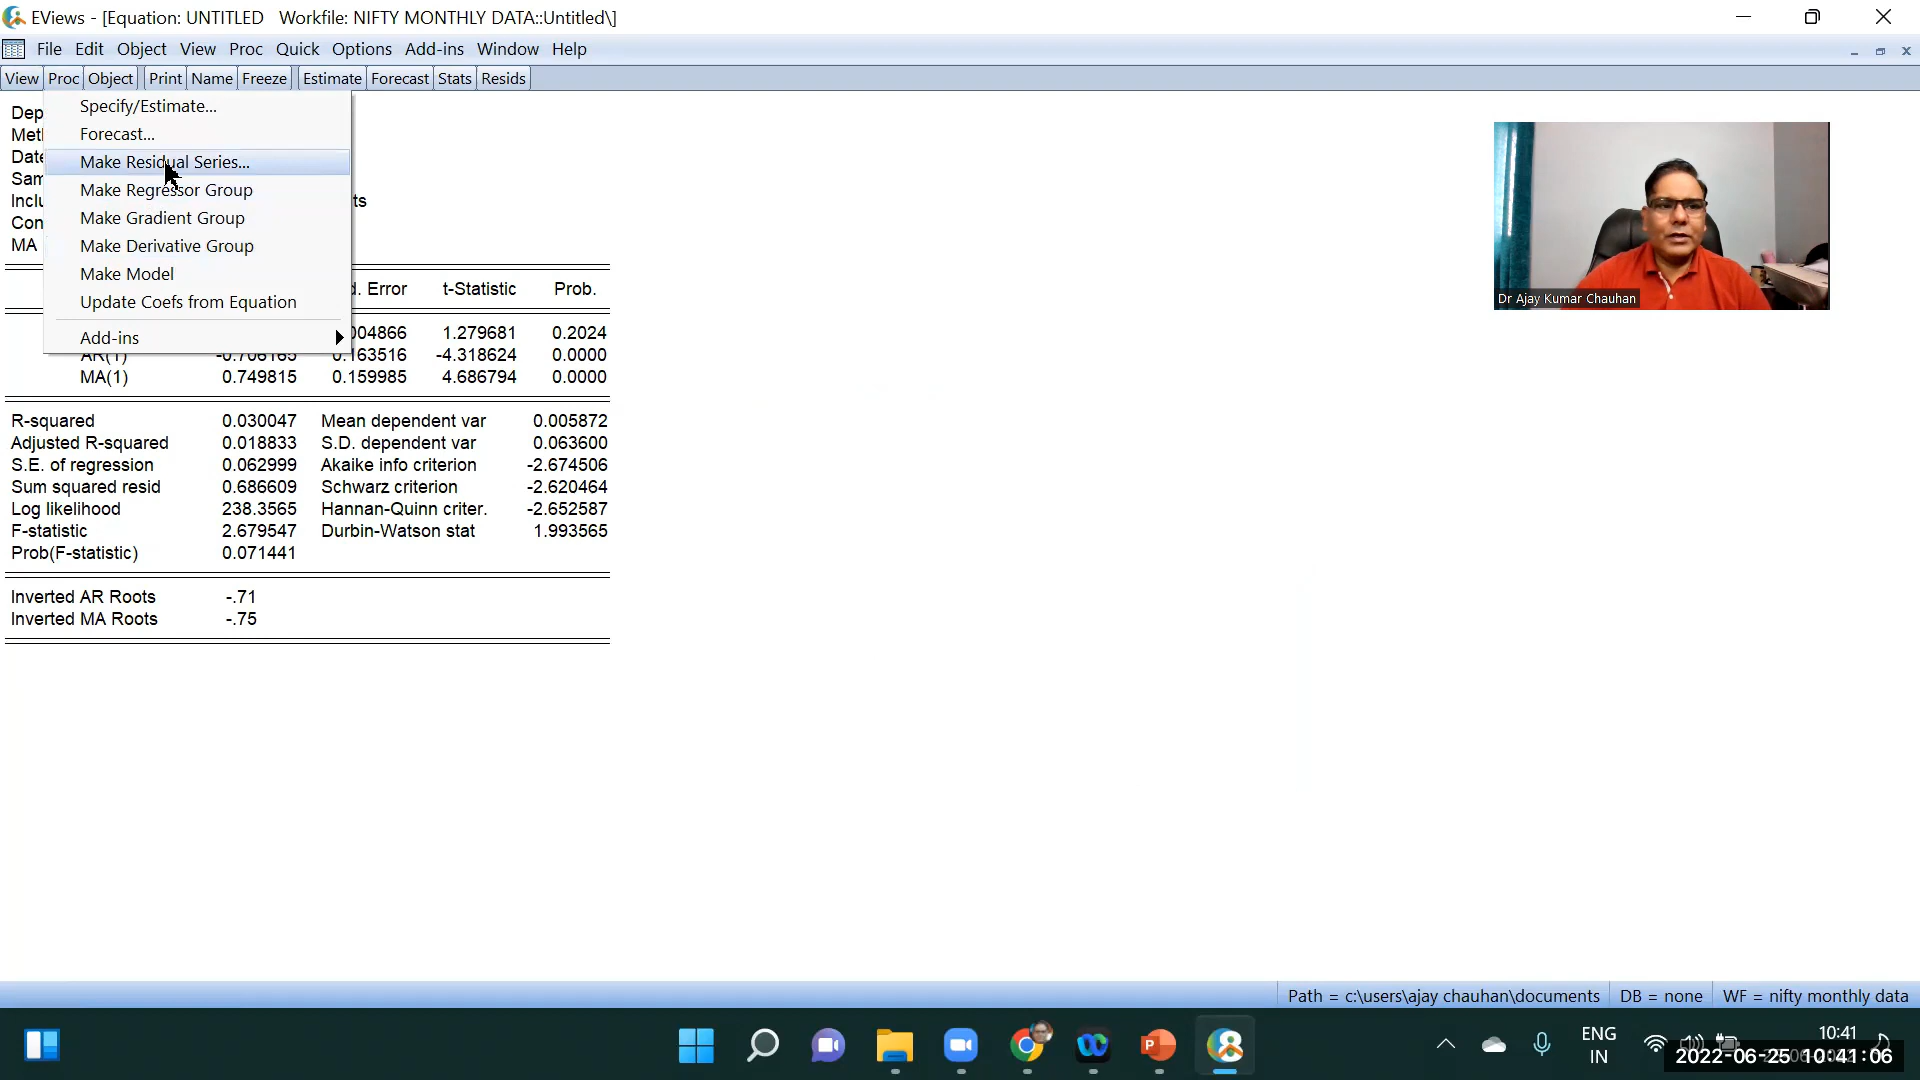 EViews - [Equation: UNTITLED   Workfile: NIFTY MONTHLY DATA::Untitled\]
File Edit Object View Proc Quick Options Add-ins Window Help
View Proc Object Print Name Freeze Estimate Forecast Stats Resids
Specify/Estimate...
Forecast...
Make Residual Series...
Make Regressor Group
Make Gradient Group
Make Derivative Group
Make Model
Update Coefs from Equation
Add-ins
Dep
Date
Sam
Inclu
ts
Con
MA
d. Error t-Statistic Prob.
004866 1.279681 0.2024
AR(1) -0.706165 0.163516 -4.318624 0.0000
MA(1) 0.749815 0.159985 4.686794 0.0000
R-squared 0.030047 Mean dependent var 0.005872
Adjusted R-squared 0.018833 S.D. dependent var 0.063600
S.E. of regression 0.062999 Akaike info criterion -2.674506
Sum squared resid 0.686609 Schwarz criterion -2.620464
Log likelihood 238.3565 Hannan-Quinn criter. -2.652587
F-statistic 2.679547 Durbin-Watson stat 1.993565
Prob(F-statistic) 0.071441
Inverted AR Roots -.71
Inverted MA Roots -.75
Dr Ajay Kumar Chauhan
Path = c:\users\ajay chauhan\documents DB = none WF = nifty monthly data
ENG
IN
10:41
2022-06-25 10:41:06